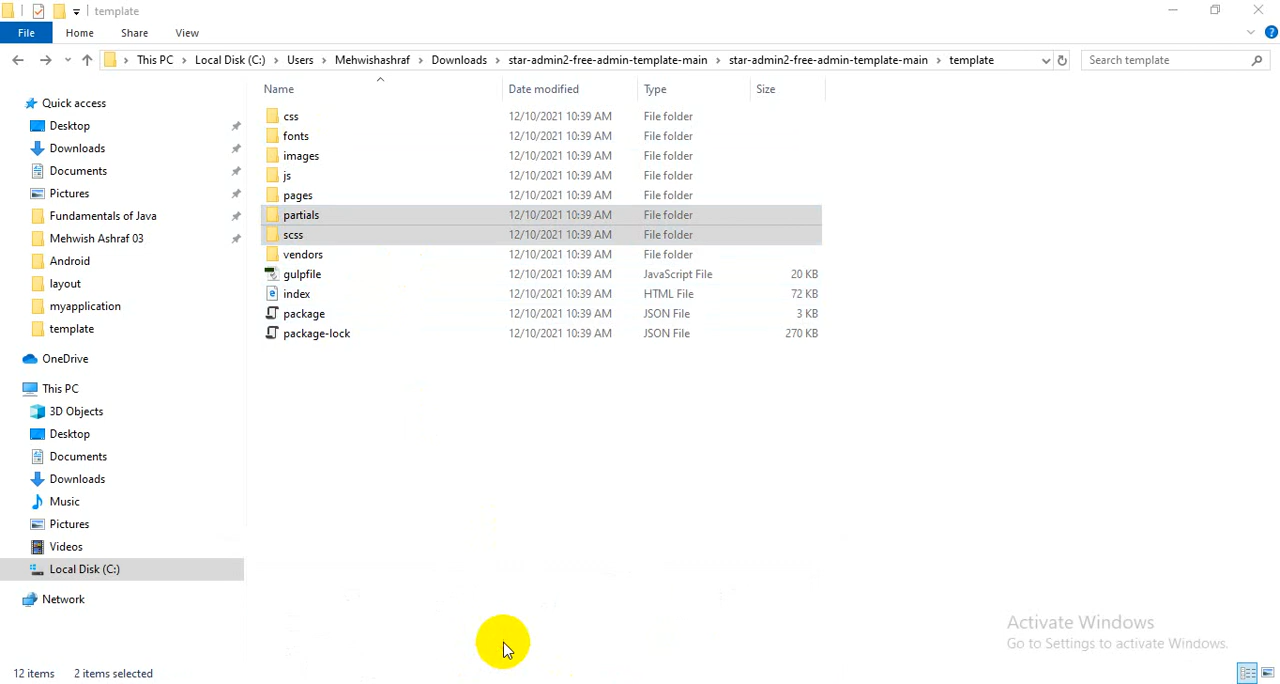 template
File Home Share View
This PC Local Disk (C:) Users Mehwishashraf Downloads star-admin2-free-admin-template-main star-admin2-free-admin-template-main template Search template
Name Date modified Type Size
Quick access
Desktop
Downloads
Documents
Pictures
Fundamentals of Java
Mehwish Ashraf 03
Android
layout
myapplication
template
OneDrive
This PC
3D Objects
Desktop
Documents
Downloads
Music
Pictures
Videos
Local Disk (C:)
Network
css 12/10/2021 10:39 AM File folder
fonts 12/10/2021 10:39 AM File folder
images 12/10/2021 10:39 AM File folder
js 12/10/2021 10:39 AM File folder
pages 12/10/2021 10:39 AM File folder
partials 12/10/2021 10:39 AM File folder
scss 12/10/2021 10:39 AM File folder
vendors 12/10/2021 10:39 AM File folder
gulpfile 12/10/2021 10:39 AM JavaScript File 20 KB
index 12/10/2021 10:39 AM HTML File 72 KB
package 12/10/2021 10:39 AM JSON File 3 KB
package-lock 12/10/2021 10:39 AM JSON File 270 KB
Activate Windows
Go to Settings to activate Windows.
12 items 2 items selected